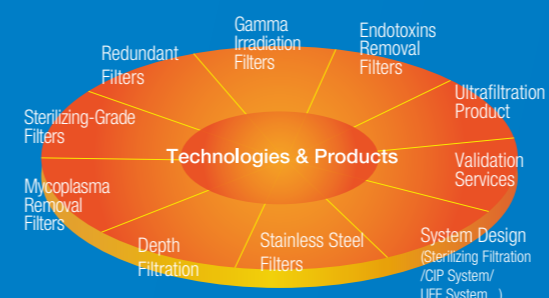 Gamma
Irradiation
Filters
Endotoxins
Removal
Filters
Redundant
Filters
Ultrafiltration
Product
Sterilizing-Grade
Filters
Technologies & Products
Validation
Services
Mycoplasma
Removal
Filters
Depth
Filtration
Stainless Steel
Filters
System Design
(Sterilizing Filtration
/CIP System/
UFF System...)